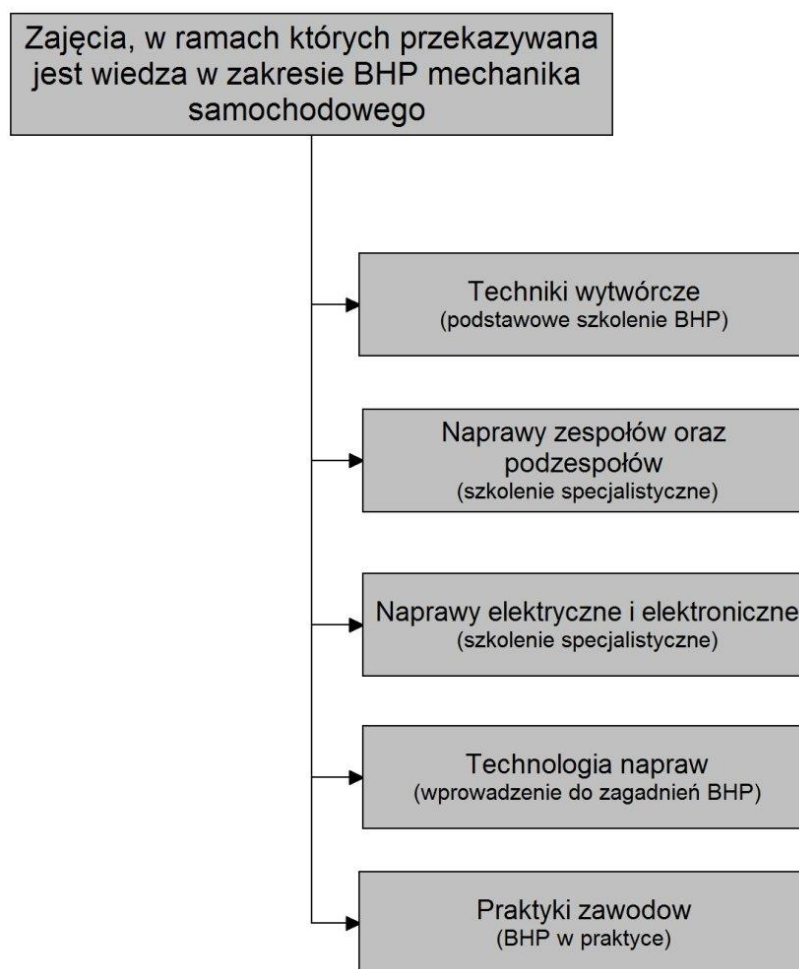 Zajęcia, w ramach których przekazywana
jest wiedza w zakresie BHP mechanika
samochodowego
Techniki wytwórcze
(podstawowe szkolenie BHP)
Naprawy zespołów oraz
podzespołów
(szkolenie specjalistyczne)
Naprawy elektryczne i elektroniczne
(szkolenie specjalistyczne)
Technologia napraw
(wprowadzenie do zagadnień BHP)
Praktyki zawodow
(BHP w praktyce)